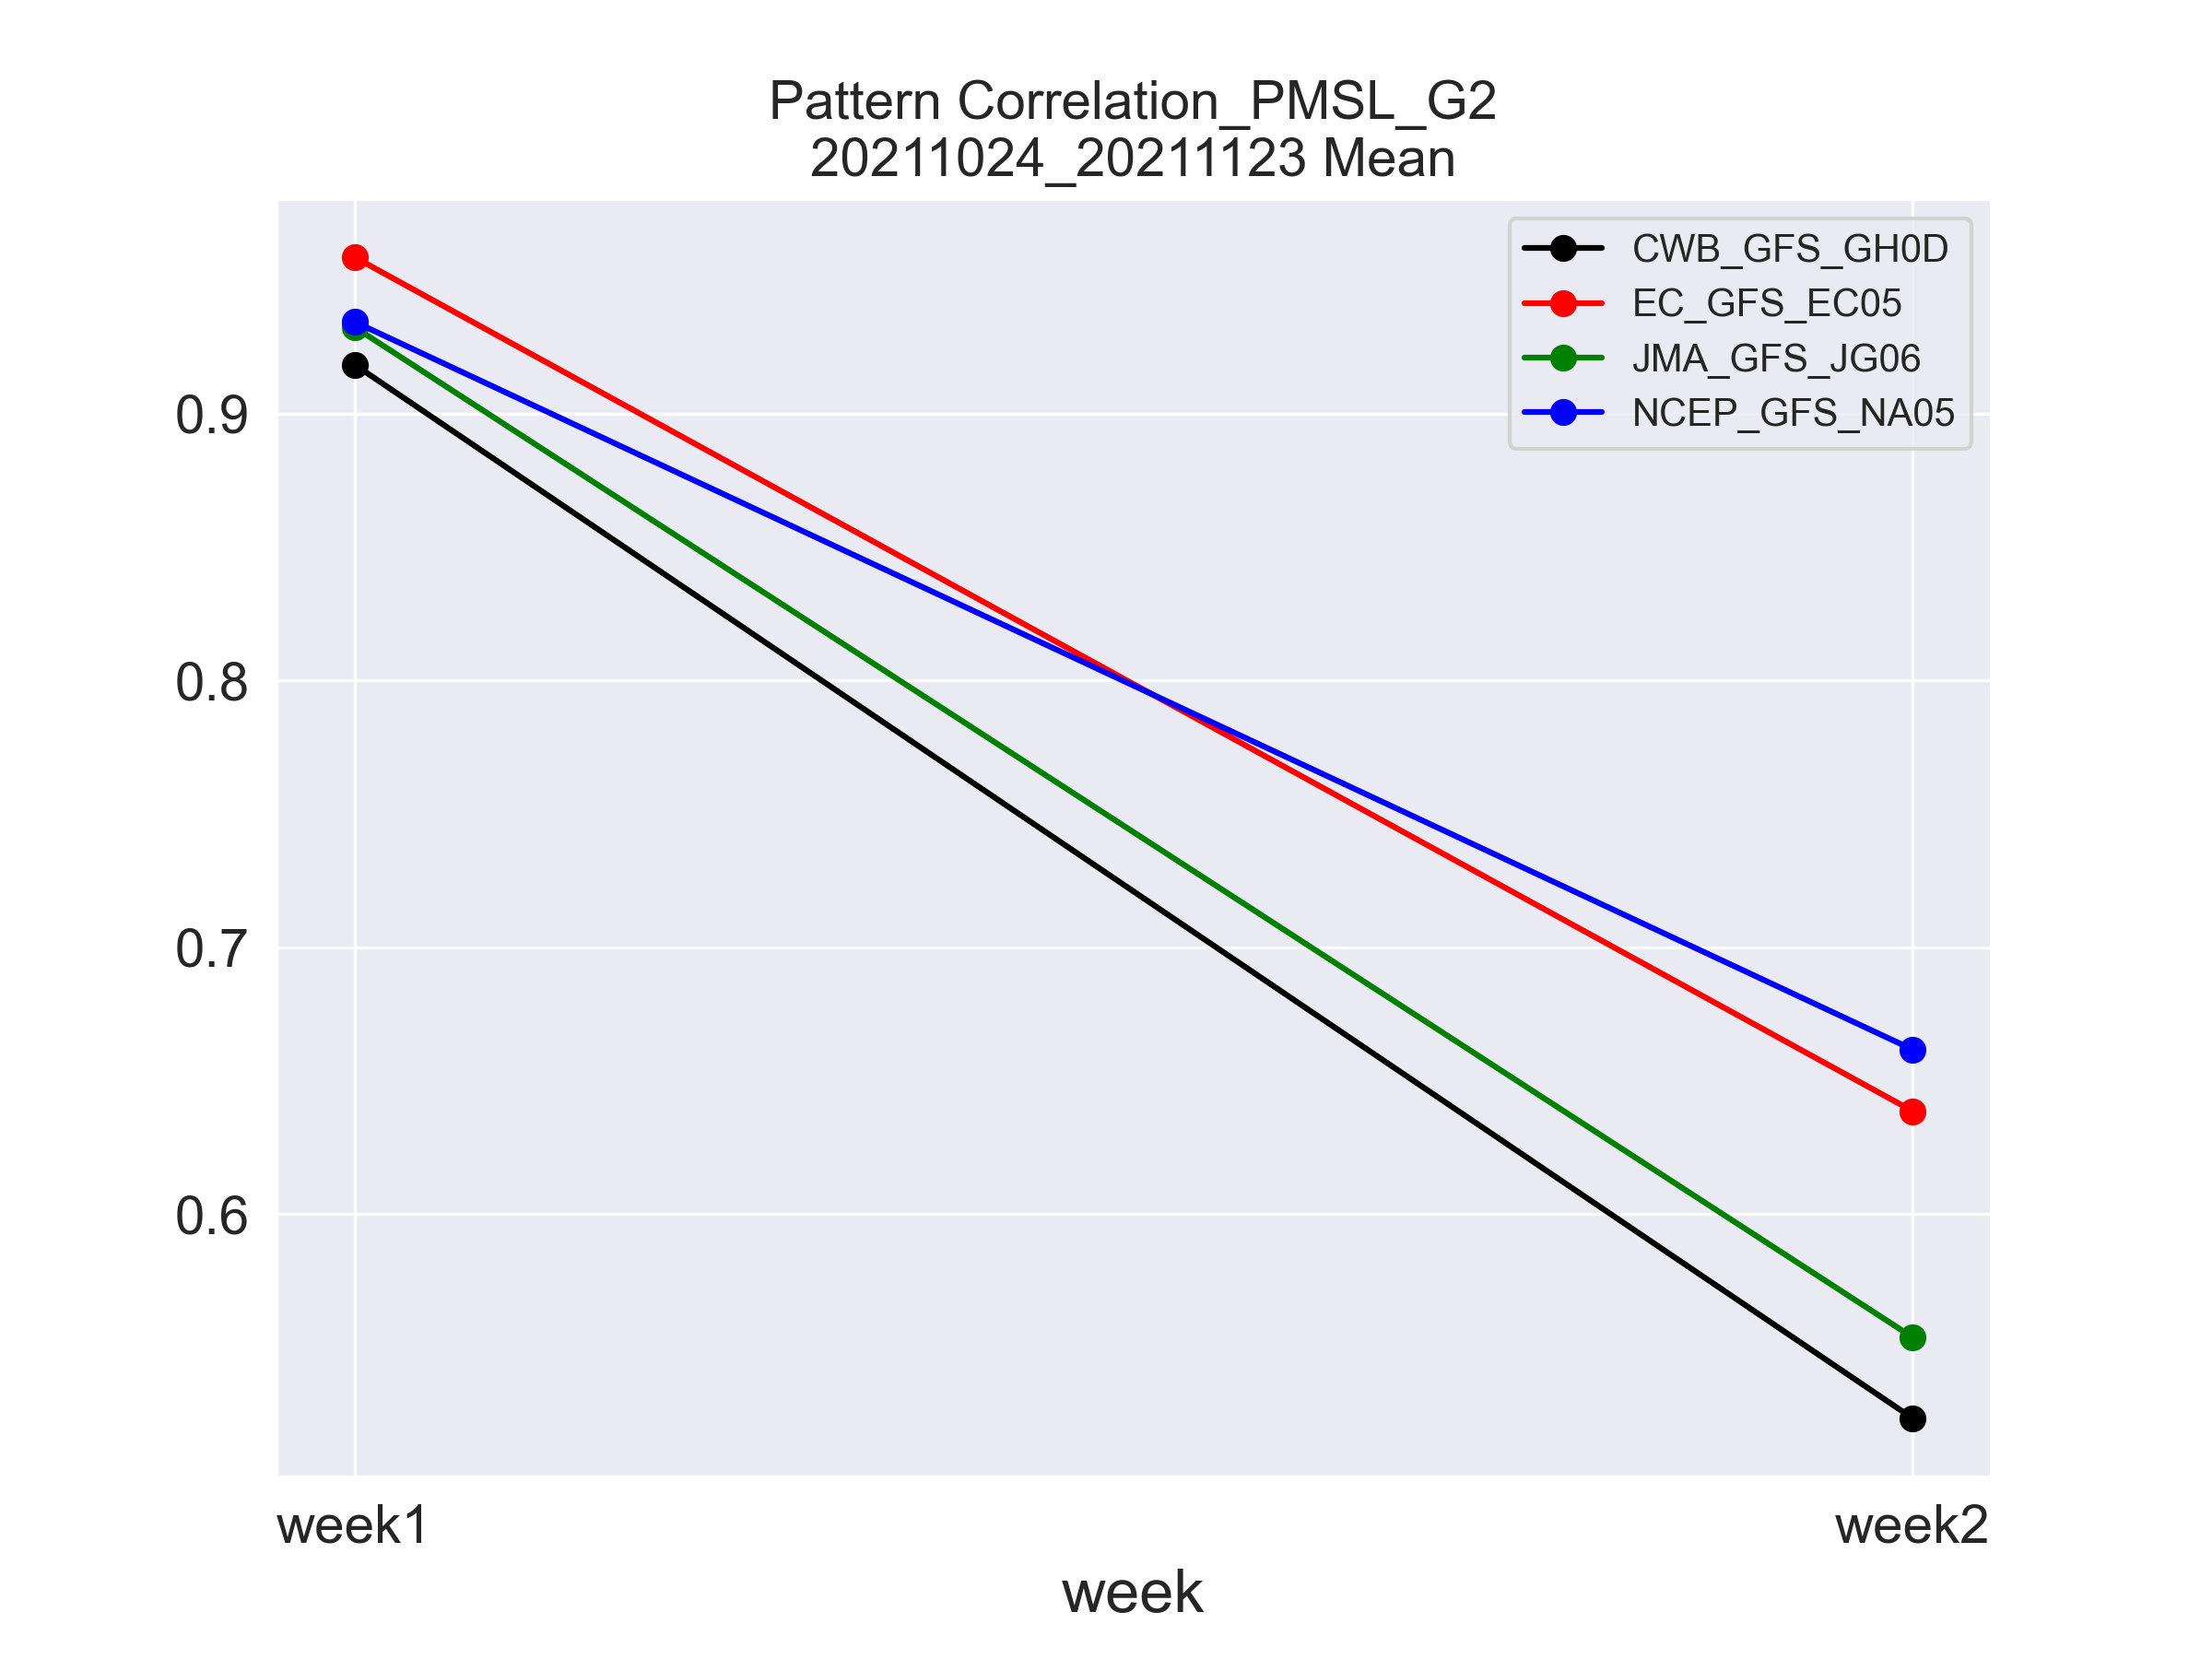 Pattern Correlation_PMSL_G2
20211024_20211123 Mean
CWB_GFS_GH0D
EC_GFS_EC05
JMA_GFS_JG06
NCEP_GFS_NA05
0.9
0.8
0.7
0.6
week1
week2
week